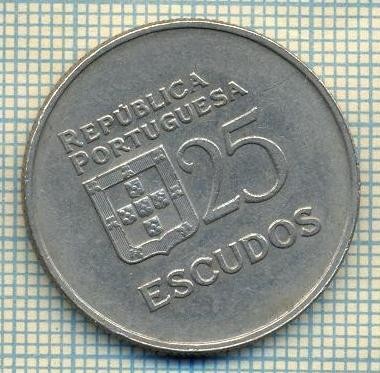 REPÚBLICA
PORTUGUESA
25
ESCUDOS